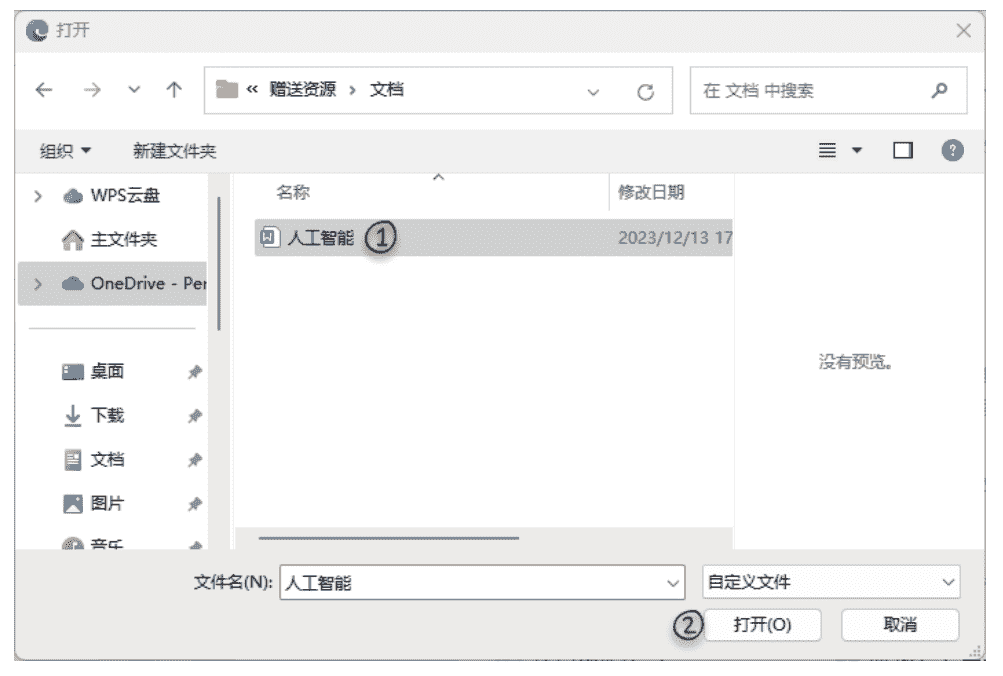 打开
« 赠送资源 › 文档
在 文档 中搜索
组织 新建文件夹
WPS云盘
主文件夹
OneDrive - Per
桌面
下载
文档
图片
音乐
名称 修改日期
人工智能 ① 2023/12/13 17
没有预览。
文件名(N): 人工智能 自定义文件
② 打开(O) 取消